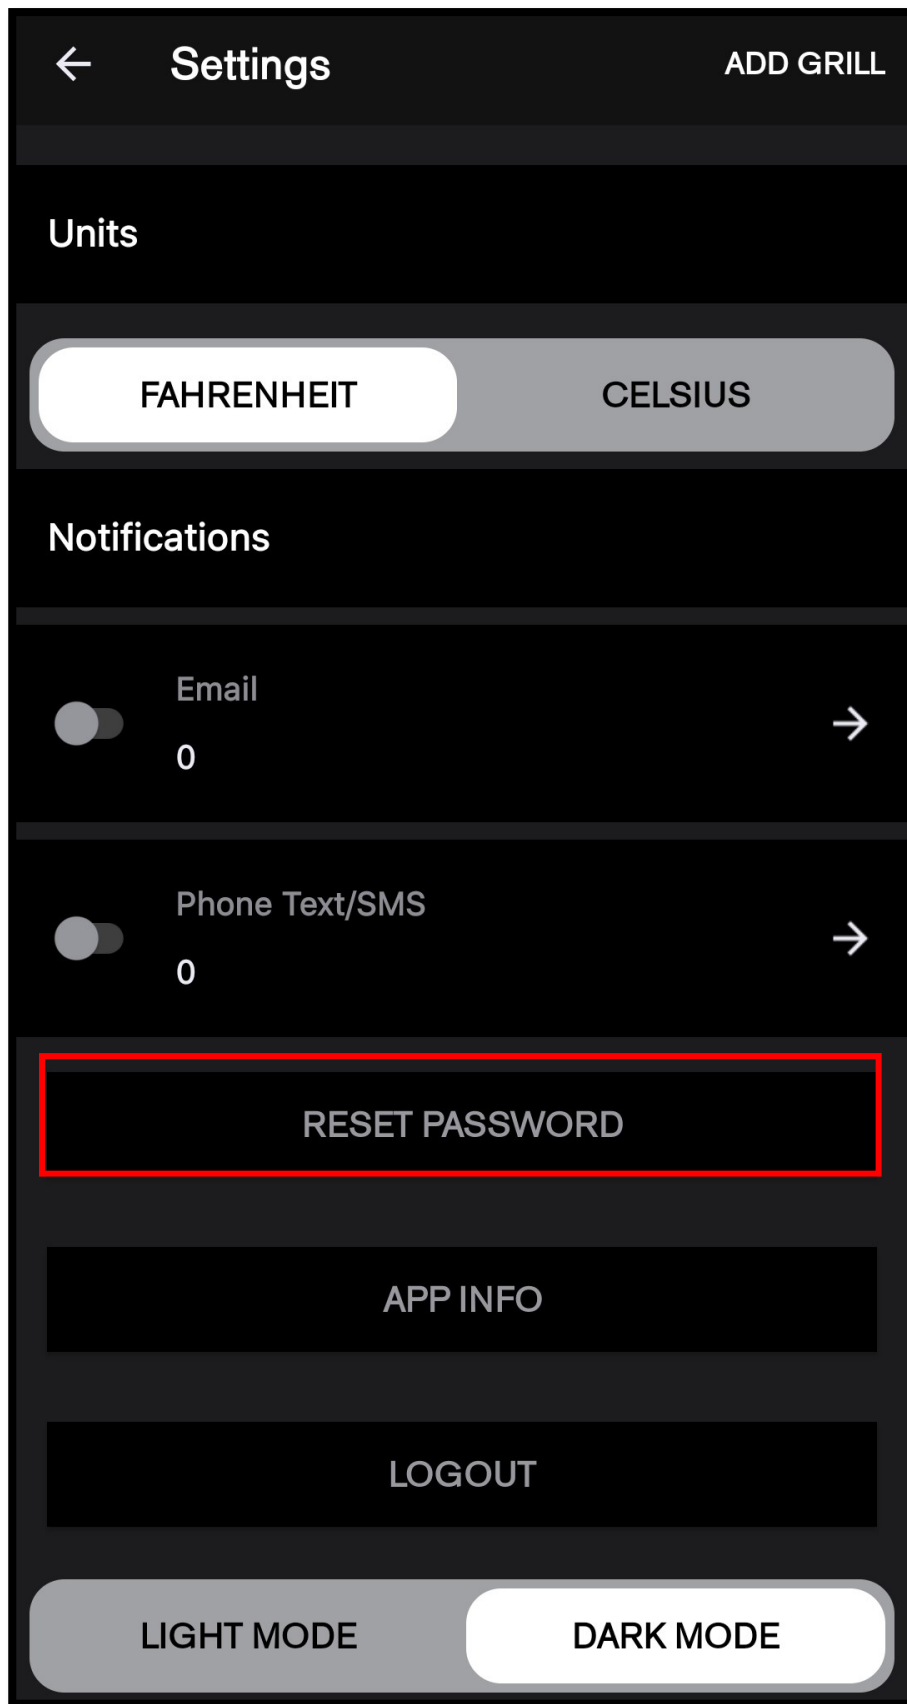 Settings
ADD GRILL
Units
FAHRENHEIT
CELSIUS
Notifications
Email
0
Phone Text/SMS
0
RESET PASSWORD
APP INFO
LOGOUT
LIGHT MODE
DARK MODE